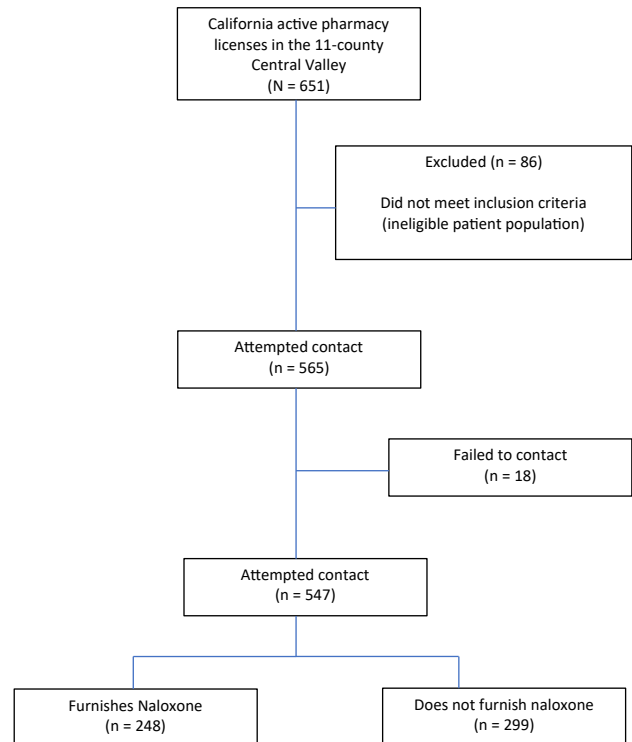 California active pharmacy
licenses in the 11-county
Central Valley
(N = 651)
Excluded (n = 86)
Did not meet inclusion criteria
(ineligible patient population)
Attempted contact
(n = 565)
Failed to contact
(n = 18)
Attempted contact
(n = 547)
Furnishes Naloxone
(n = 248)
Does not furnish naloxone
(n = 299)